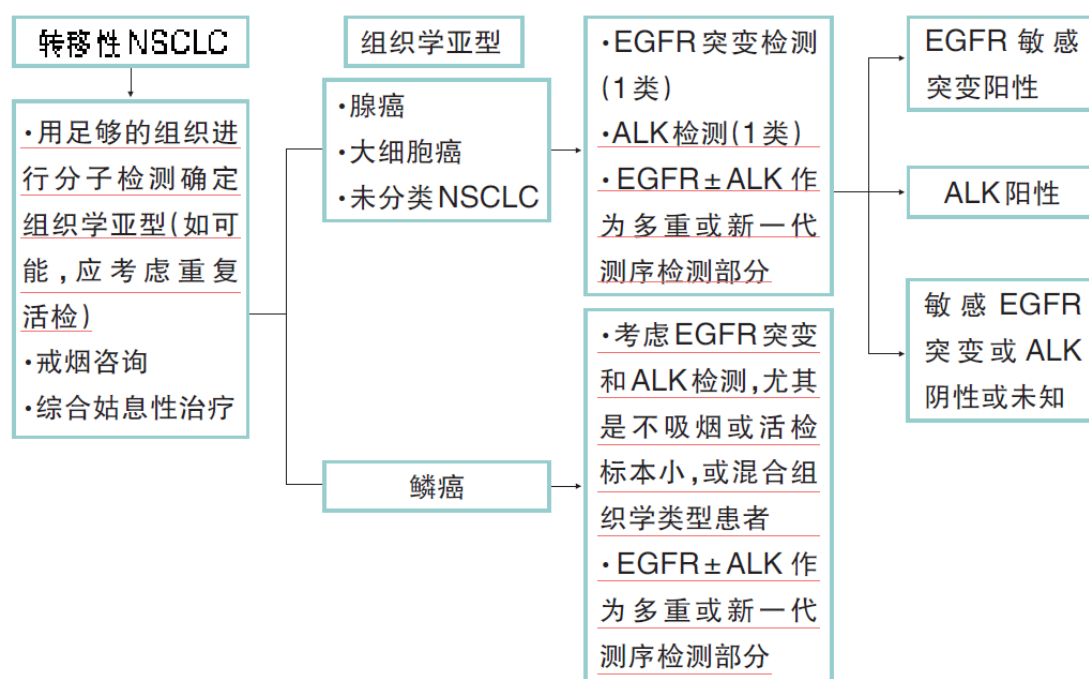 转移性NSCLC
·用足够的组织进
行分子检测确定
组织学亚型(如可
能,应考虑重复
活检)
·戒烟咨询
·综合姑息性治疗
组织学亚型
·腺癌
·大细胞癌
·未分类NSCLC
鳞癌
·EGFR突变检测
(1类)
·ALK检测(1类)
·EGFR±ALK作
为多重或新一代
测序检测部分
·考虑EGFR突变
和ALK检测,尤其
是不吸烟或活检
标本小,或混合组
织学类型患者
·EGFR±ALK作
为多重或新一代
测序检测部分
EGFR敏感
突变阳性
ALK阳性
敏感EGFR
突变或ALK
阴性或未知